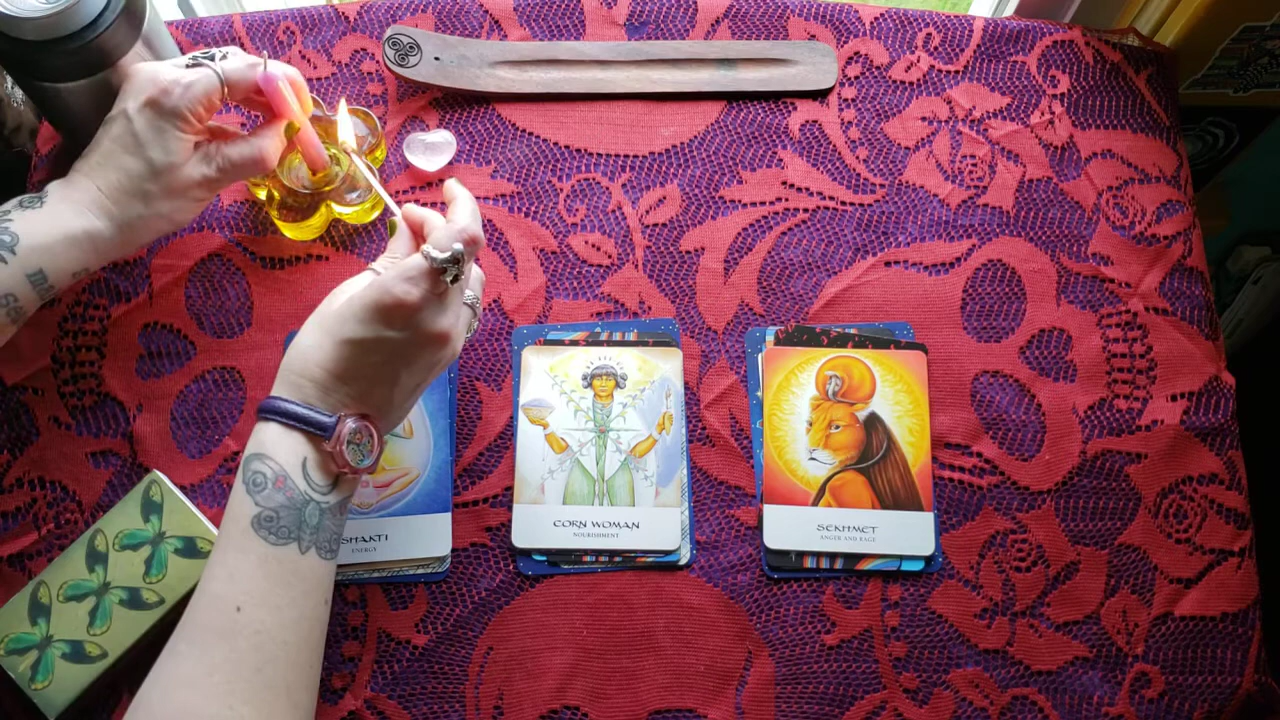 SHAKTI
ENERGY
CORN WOMAN
NOURISHMENT
SEKHMET
ANGER AND RAGE